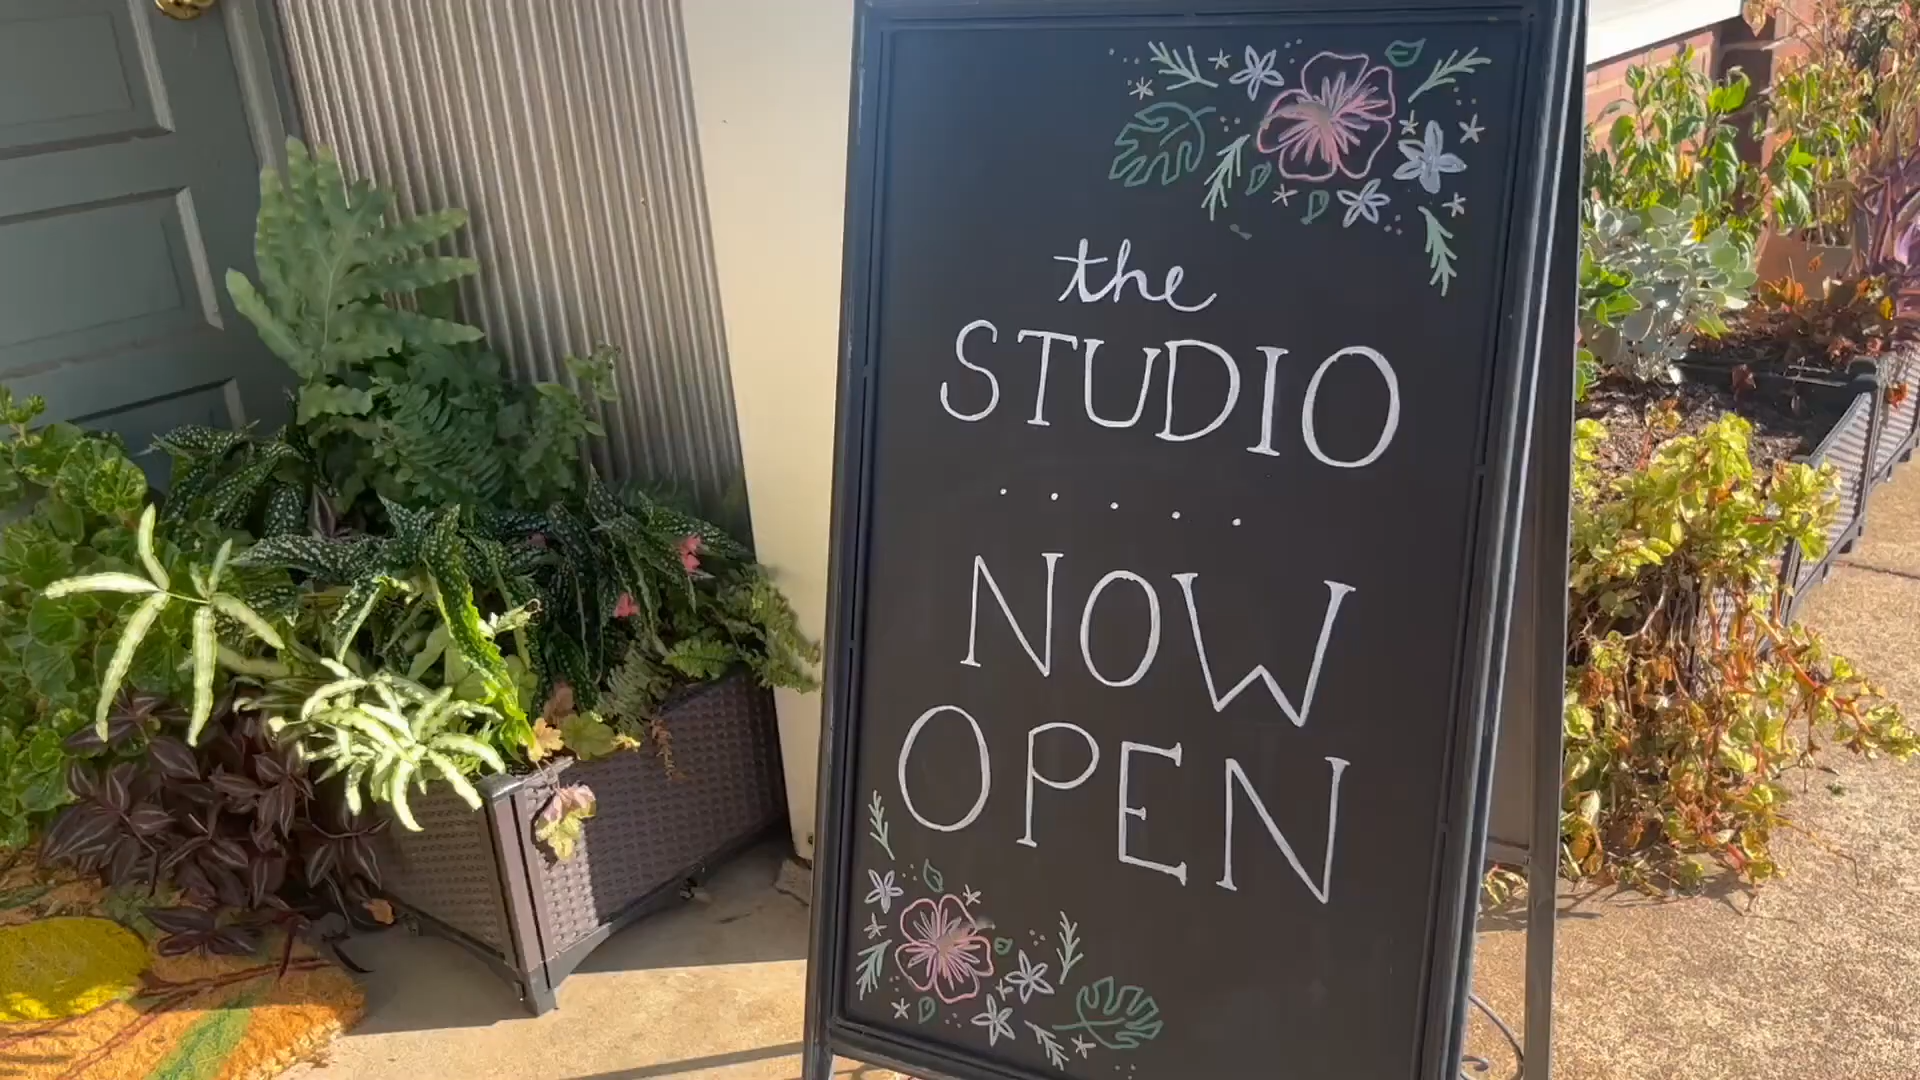 the
STUDIO
.....
NOW
OPEN